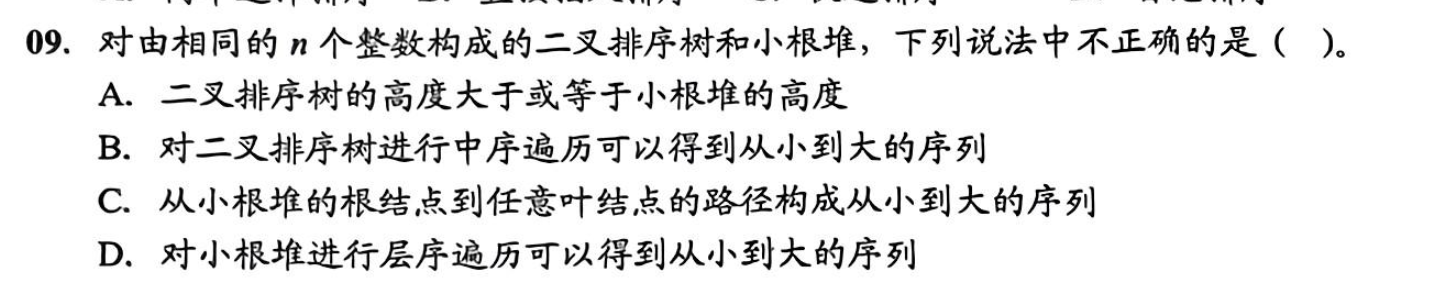 09. 对由相同的 n 个整数构成的二叉排序树和小根堆，下列说法中不正确的是（ ）。
A. 二叉排序树的高度大于或等于小根堆的高度
B. 对二叉排序树进行中序遍历可以得到从小到大的序列
C. 从小根堆的根结点到任意叶结点的路径构成从小到大的序列
D. 对小根堆进行层序遍历可以得到从小到大的序列